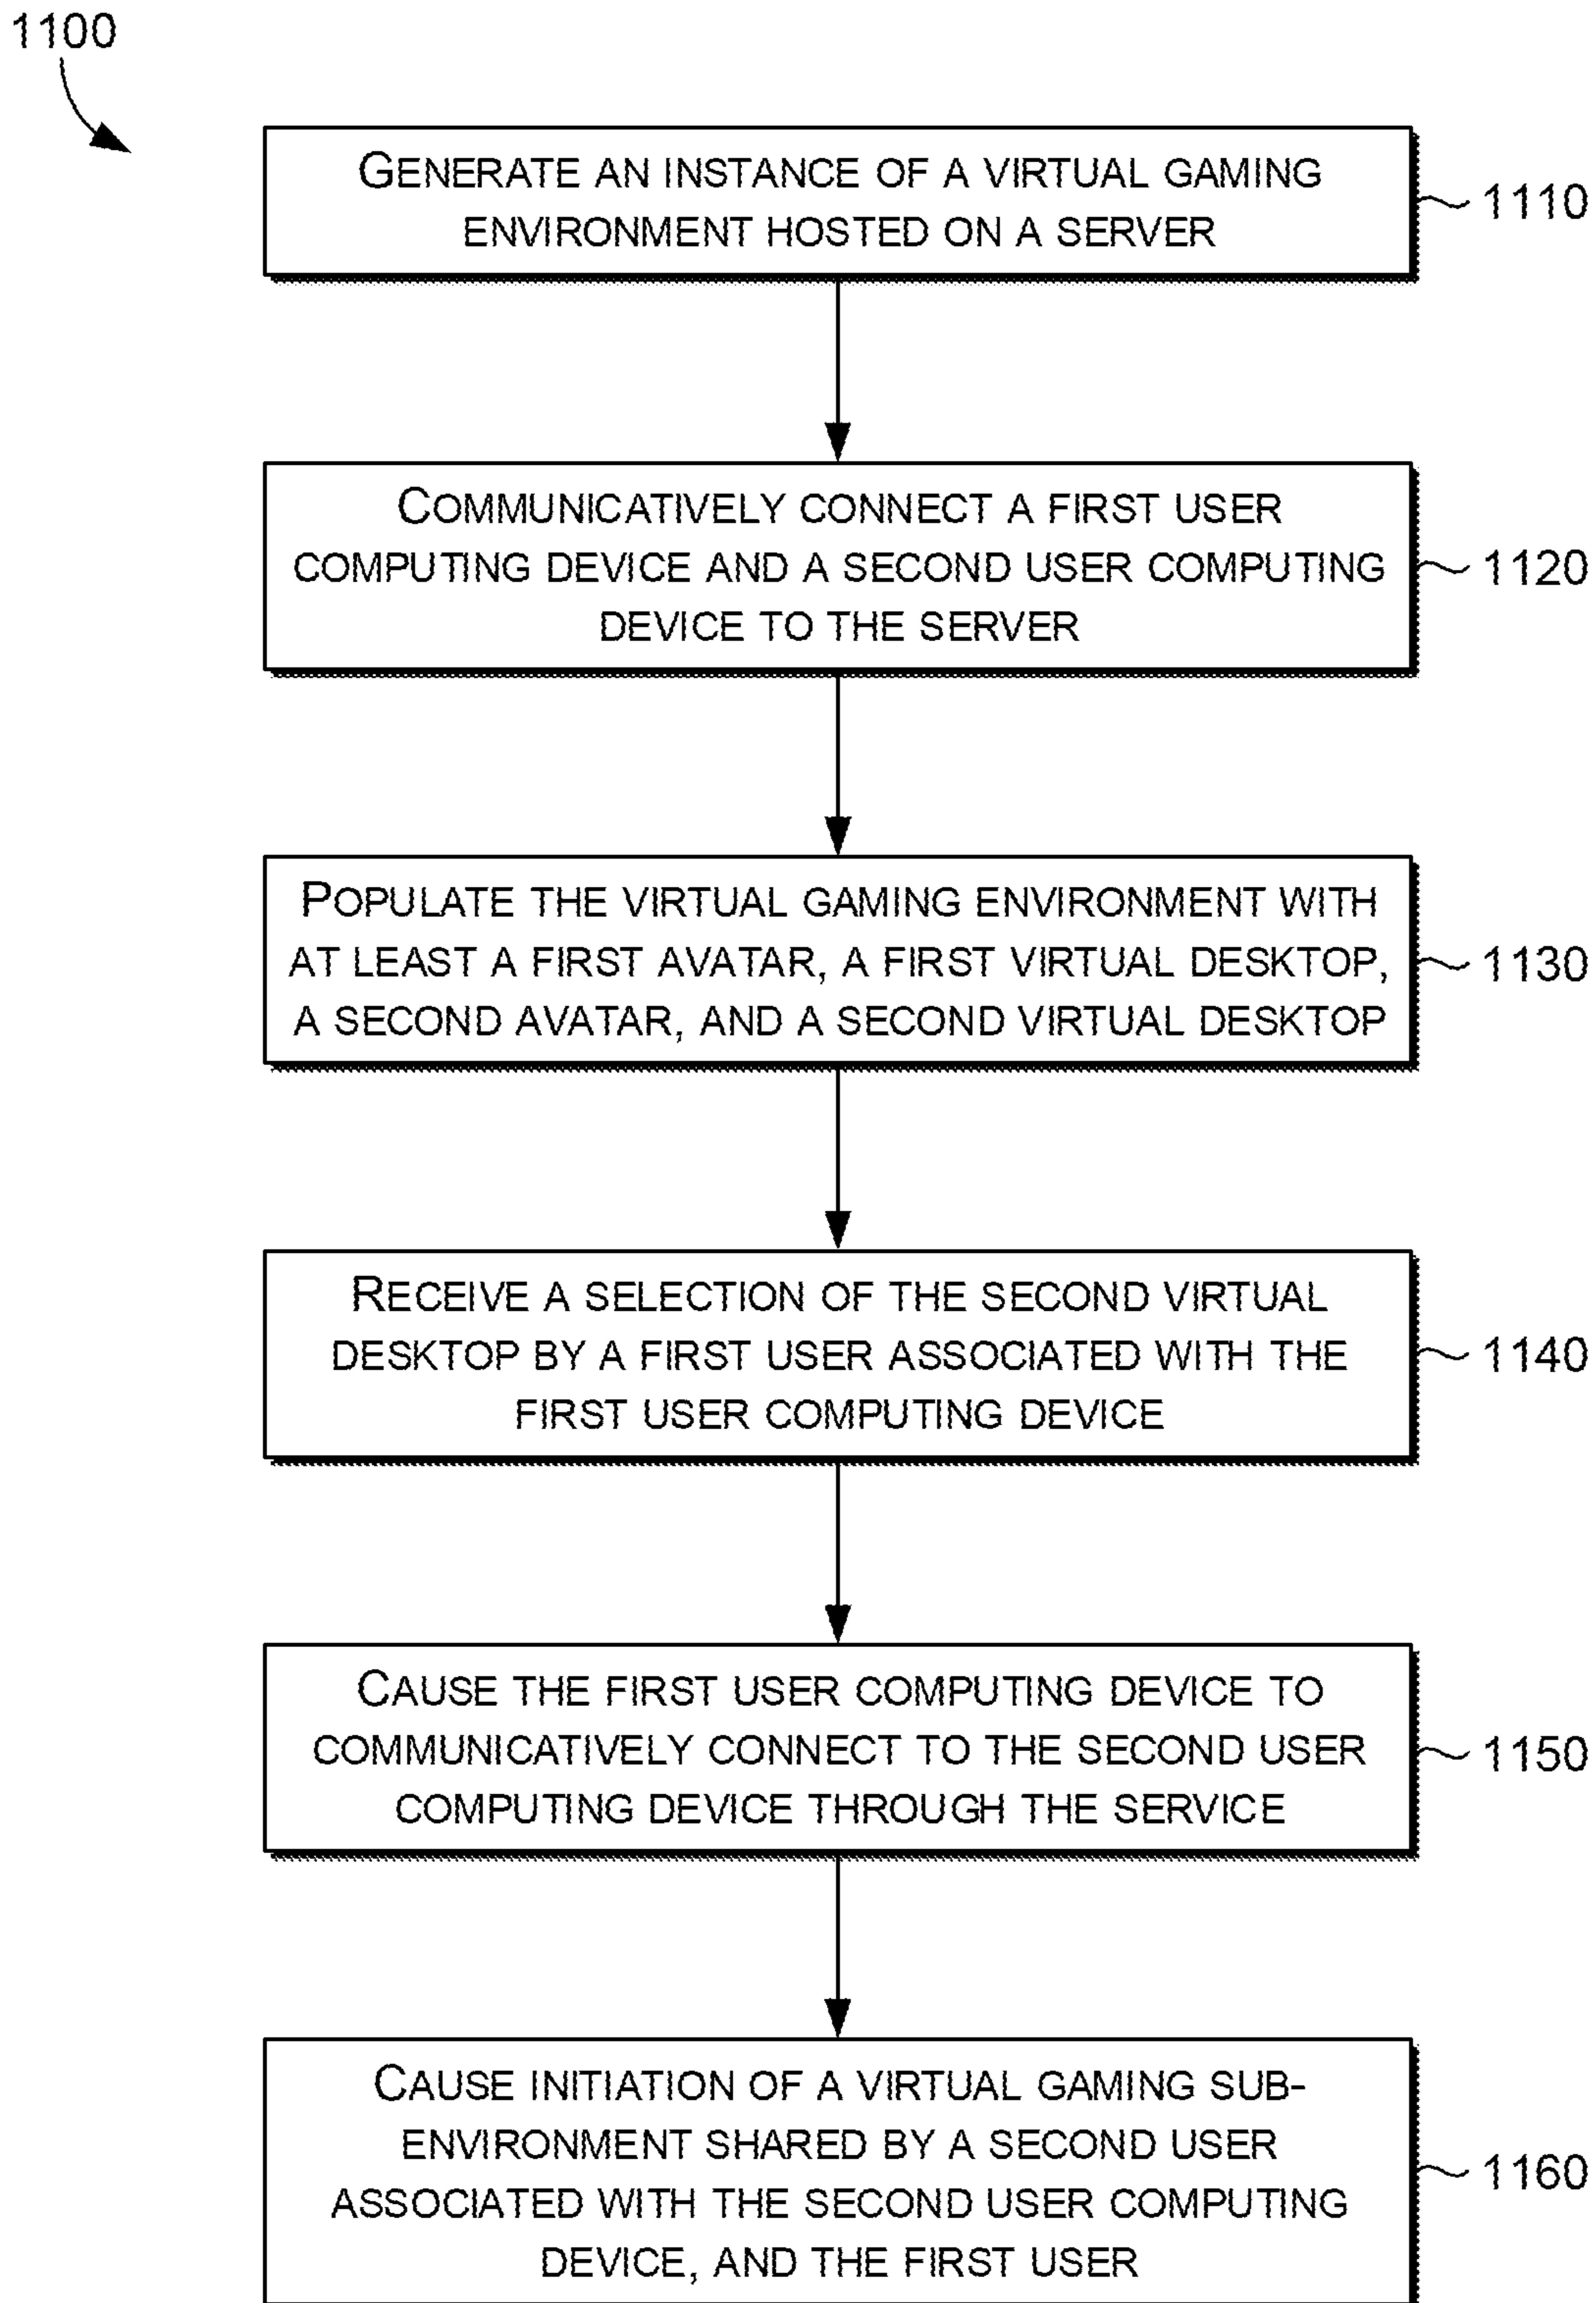 1100
GENERATE AN INSTANCE OF A VIRTUAL GAMING
ENVIRONMENT HOSTED ON A SERVER
1110
COMMUNICATIVELY CONNECT A FIRST USER
COMPUTING DEVICE AND A SECOND USER COMPUTING
DEVICE TO THE SERVER
1120
POPULATE THE VIRTUAL GAMING ENVIRONMENT WITH
AT LEAST A FIRST AVATAR, A FIRST VIRTUAL DESKTOP,
A SECOND AVATAR, AND A SECOND VIRTUAL DESKTOP
1130
RECEIVE A SELECTION OF THE SECOND VIRTUAL
DESKTOP BY A FIRST USER ASSOCIATED WITH THE
FIRST USER COMPUTING DEVICE
1140
CAUSE THE FIRST USER COMPUTING DEVICE TO
COMMUNICATIVELY CONNECT TO THE SECOND USER
COMPUTING DEVICE THROUGH THE SERVICE
1150
CAUSE INITIATION OF A VIRTUAL GAMING SUB-
ENVIRONMENT SHARED BY A SECOND USER
ASSOCIATED WITH THE SECOND USER COMPUTING
DEVICE, AND THE FIRST USER
1160